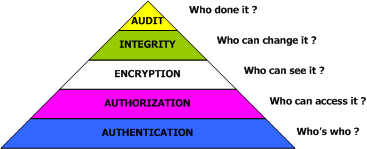 AUDIT Who done it ?
INTEGRITY Who can change it ?
ENCRYPTION Who can see it ?
AUTHORIZATION Who can access it ?
AUTHENTICATION Who's who ?